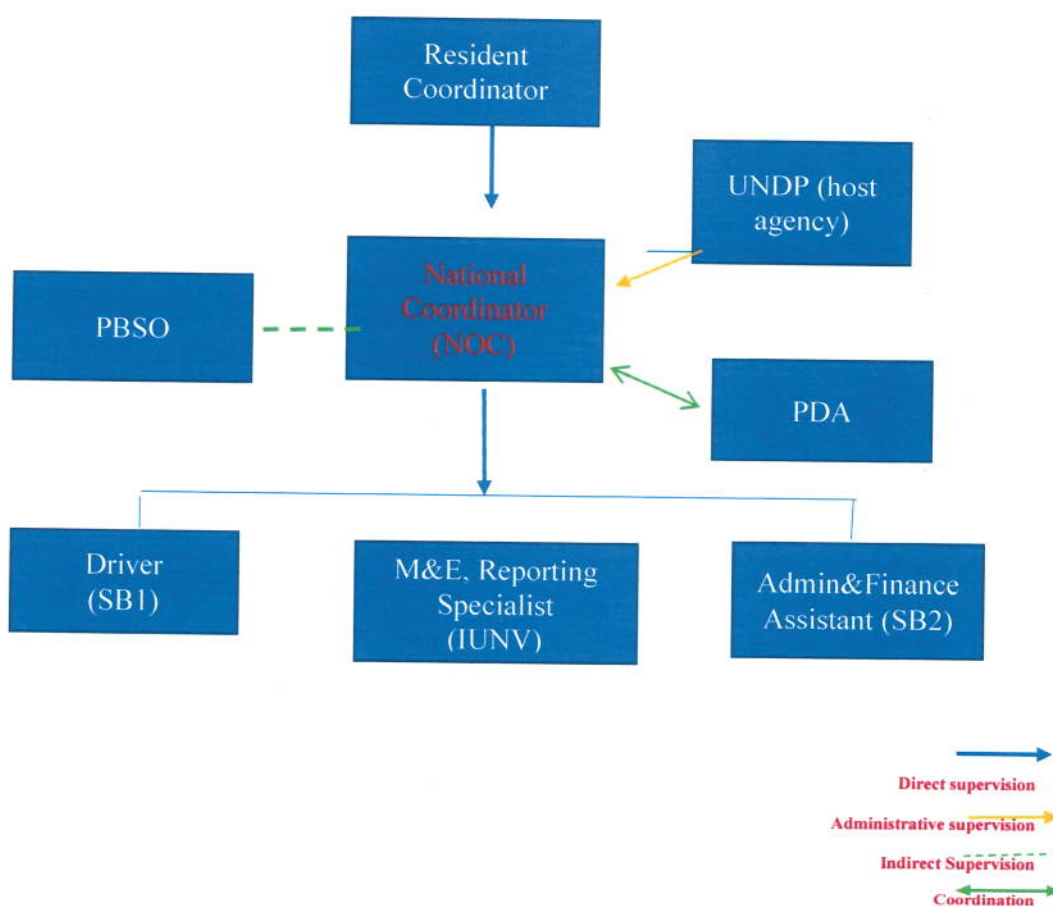 Resident
Coordinator
UNDP (host
agency)
National
Coordinator
(NOC)
PBSO
PDA
Driver
(SB1)
M&E, Reporting
Specialist
(IUNV)
Admin&Finance
Assistant (SB2)
Direct supervision
Administrative supervision
Indirect Supervision
Coordination